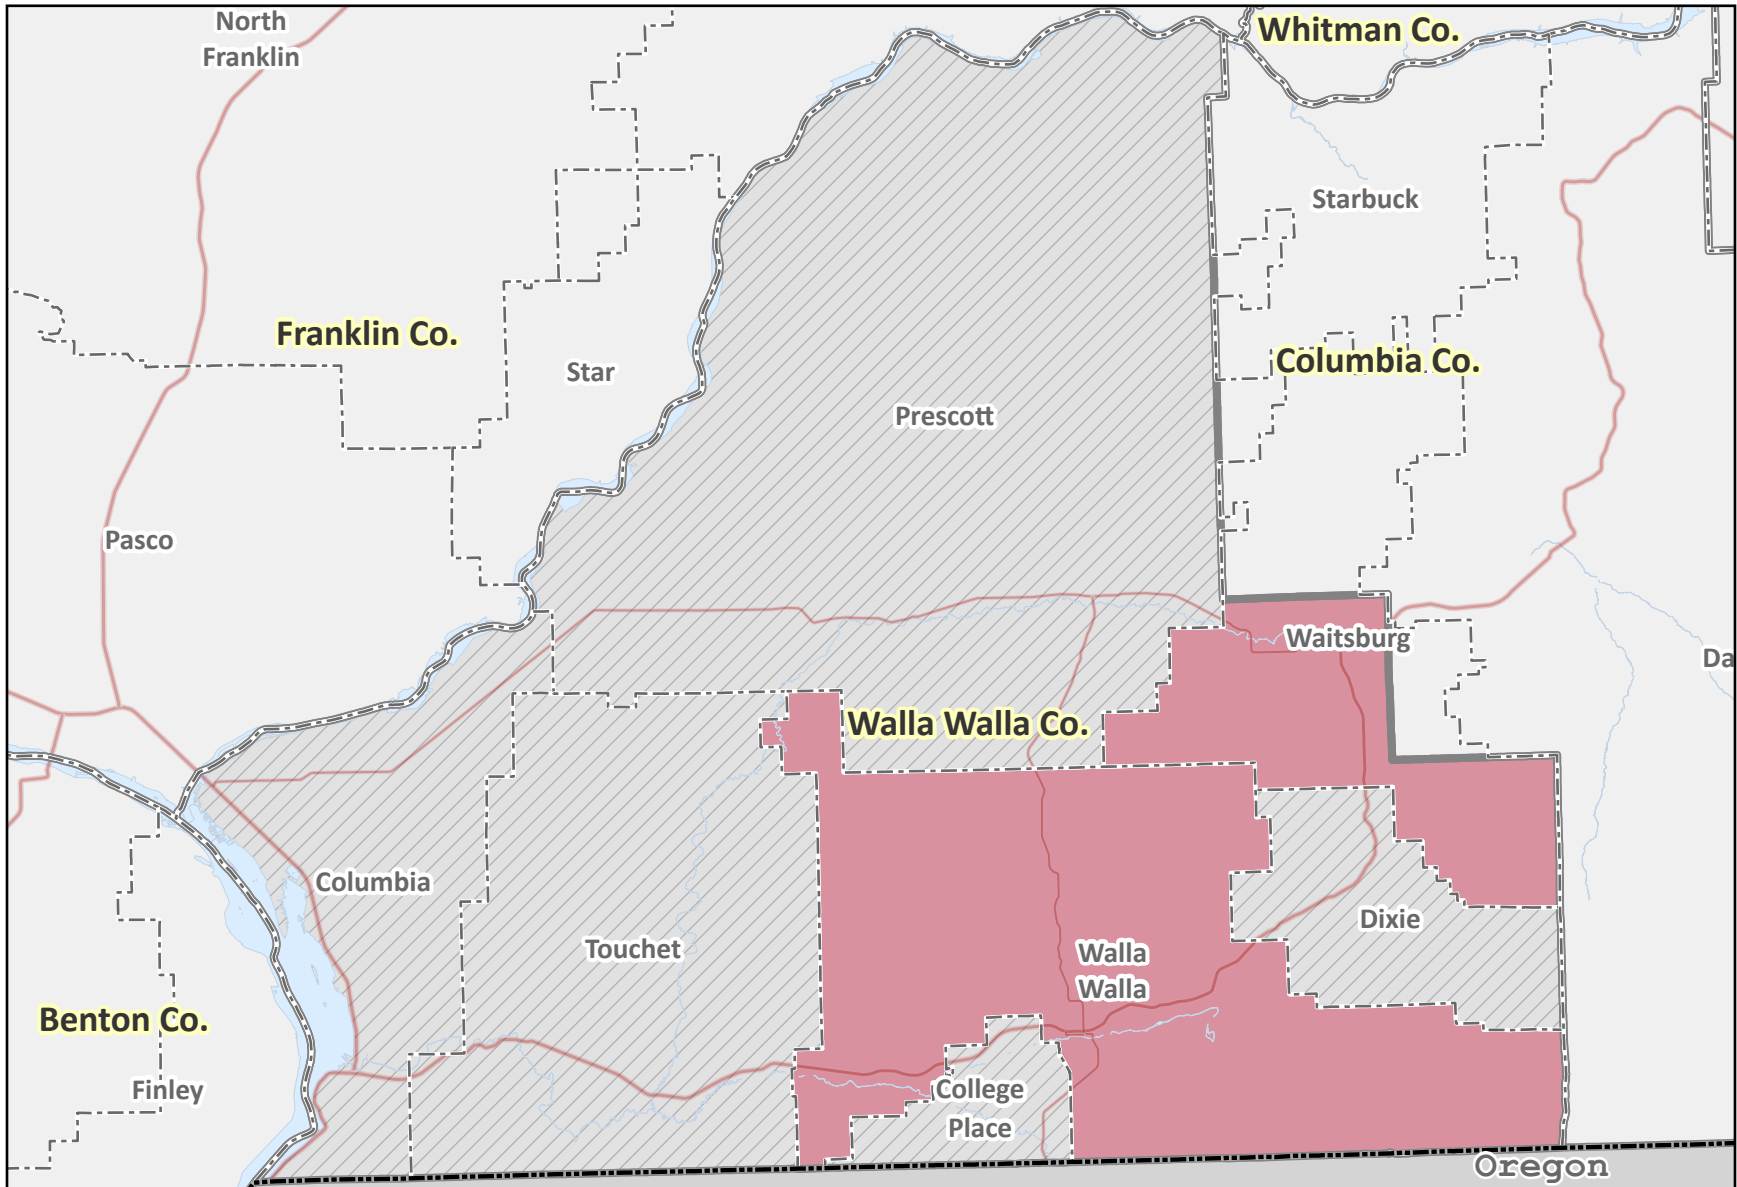 North
Franklin
Whitman Co.
Starbuck
Franklin Co.
Columbia Co.
Star
Prescott
Pasco
Waitsburg
Da
Walla Walla Co.
Columbia
Dixie
Touchet
Walla
Walla
Benton Co.
Finley
College
Place
Oregon